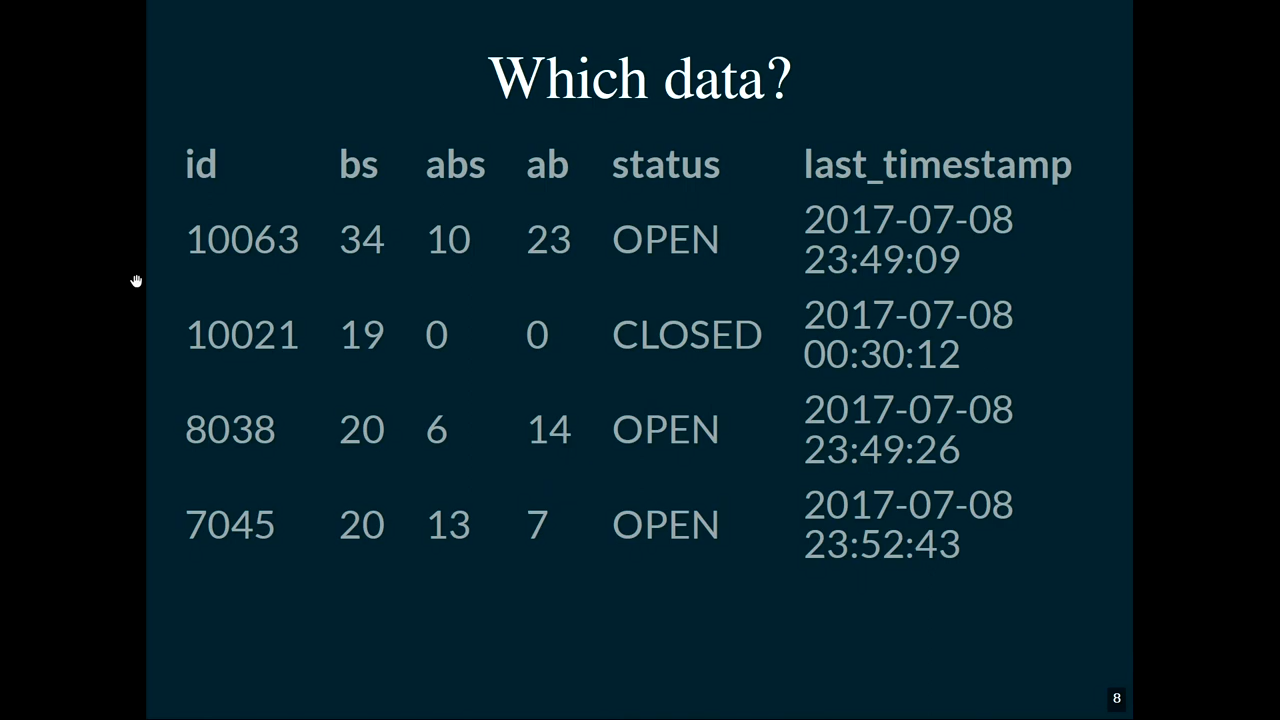 Which data?
id bs abs ab status last_timestamp
10063 34 10 23 OPEN 2017-07-08
23:49:09
10021 19 0 0 CLOSED 2017-07-08
00:30:12
8038 20 6 14 OPEN 2017-07-08
23:49:26
7045 20 13 7 OPEN 2017-07-08
23:52:43
8